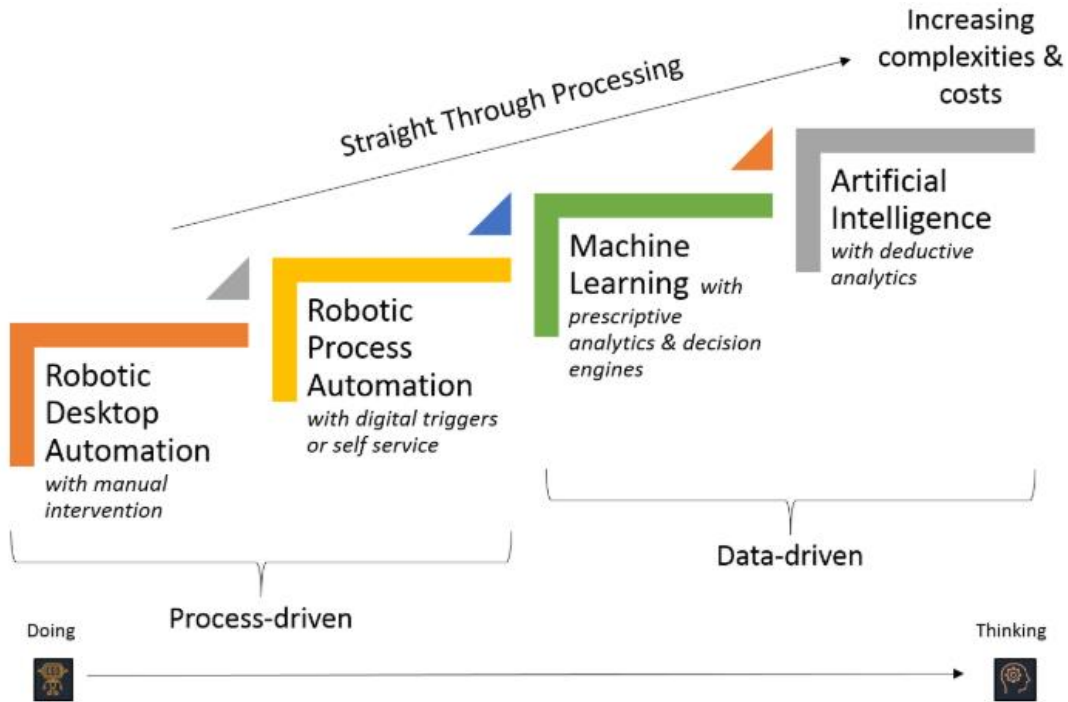 Increasing
complexities &
costs
Straight Through Processing
Artificial
Intelligence
with deductive
analytics
Machine
Learning with
prescriptive
analytics & decision
engines
Robotic
Process
Automation
with digital triggers
or self service
Robotic
Desktop
Automation
with manual
intervention
Data-driven
Process-driven
Doing
Thinking